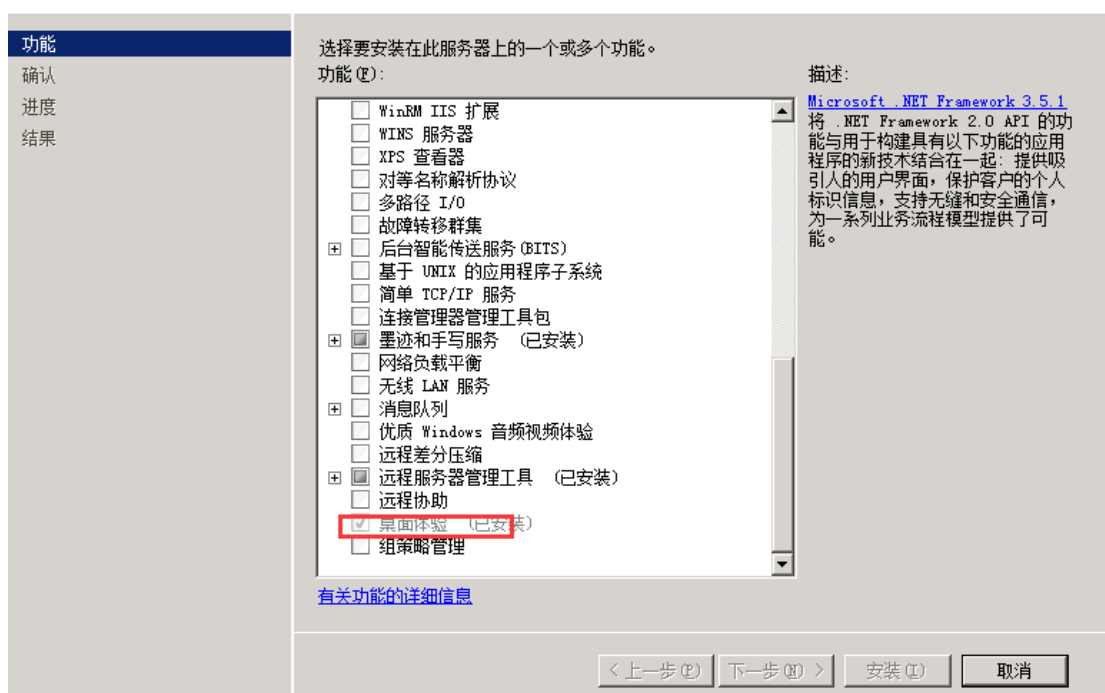 功能
确认
进度
结果
选择要安装在此服务器上的一个或多个功能。
功能(F):
WinRM IIS 扩展
WINS 服务器
XPS 查看器
对等名称解析协议
多路径 I/O
故障转移群集
后台智能传送服务(BITS)
基于 UNIX 的应用程序子系统
简单 TCP/IP 服务
连接管理器管理工具包
墨迹和手写服务 (已安装)
网络负载平衡
无线 LAN 服务
消息队列
优质 Windows 音频视频体验
远程差分压缩
远程服务器管理工具 (已安装)
远程协助
桌面体验 (已安装)
组策略管理
有关功能的详细信息
描述:
Microsoft .NET Framework 3.5.1
将 .NET Framework 2.0 API 的功
能与用于构建具有以下功能的应用
程序的新技术结合在一起: 提供吸
引人的用户界面，保护客户的个人
标识信息，支持无缝和安全通信，
为一系列业务流程模型提供了可
能。
< 上一步(P)
下一步(N) >
安装(I)
取消